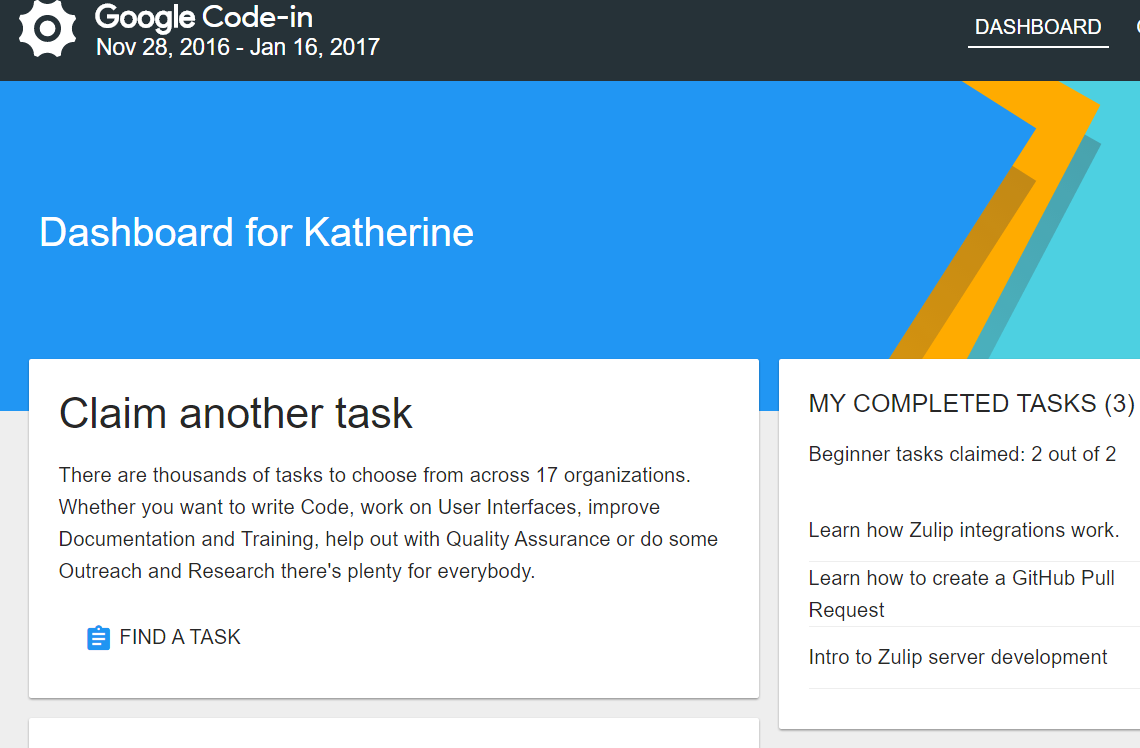 Google Code-in
Nov 28, 2016 - Jan 16, 2017
DASHBOARD
Dashboard for Katherine
Claim another task
There are thousands of tasks to choose from across 17 organizations.
Whether you want to write Code, work on User Interfaces, improve
Documentation and Training, help out with Quality Assurance or do some
Outreach and Research there's plenty for everybody.
FIND A TASK
MY COMPLETED TASKS (3)
Beginner tasks claimed: 2 out of 2
Learn how Zulip integrations work.
Learn how to create a GitHub Pull
Request
Intro to Zulip server development